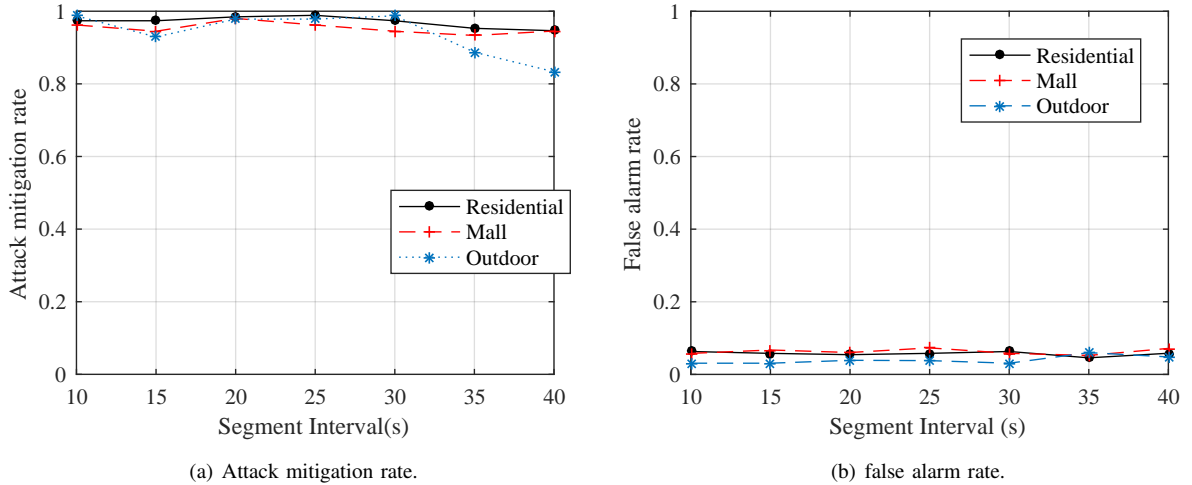 1
0.8
0.6
0.4
0.2
0
Attack mitigation rate
Residential
Mall
Outdoor
10 15 20 25 30 35 40
Segment Interval(s)
(a) Attack mitigation rate.
1
0.8
0.6
0.4
0.2
0
False alarm rate
Residential
Mall
Outdoor
10 15 20 25 30 35 40
Segment Interval (s)
(b) false alarm rate.